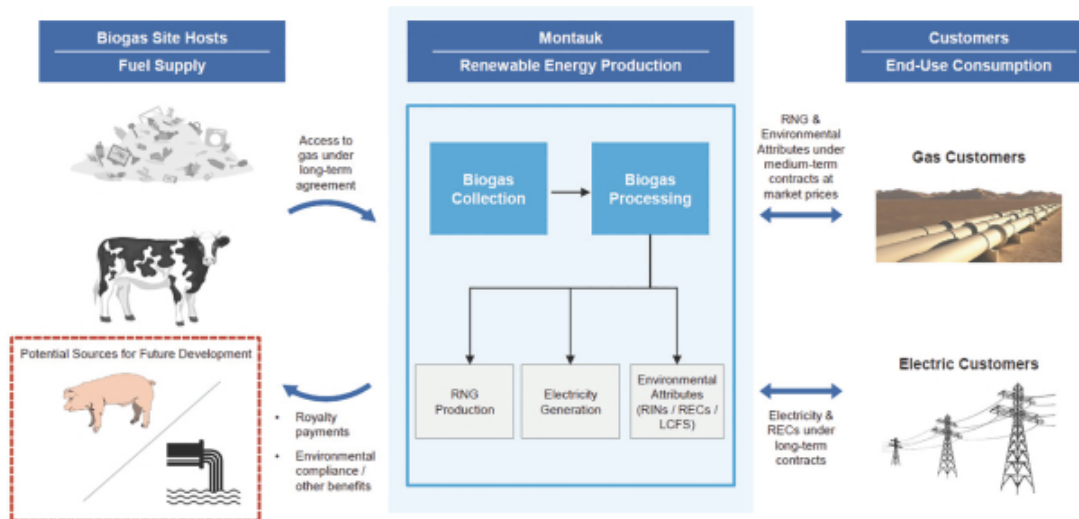 Biogas Site Hosts
Fuel Supply
Access to
gas under
long-term
agreement
Potential Sources for Future Development
• Royalty
payments
• Environmental
compliance /
other benefits
Montauk
Renewable Energy Production
Biogas
Collection
Biogas
Processing
RNG
Production
Electricity
Generation
Environmental
Attributes
(RINs / RECs /
LCFS)
RNG &
Environmental
Attributes under
medium-term
contracts at
market prices
Electricity &
RECs under
long-term
contracts
Customers
End-Use Consumption
Gas Customers
Electric Customers